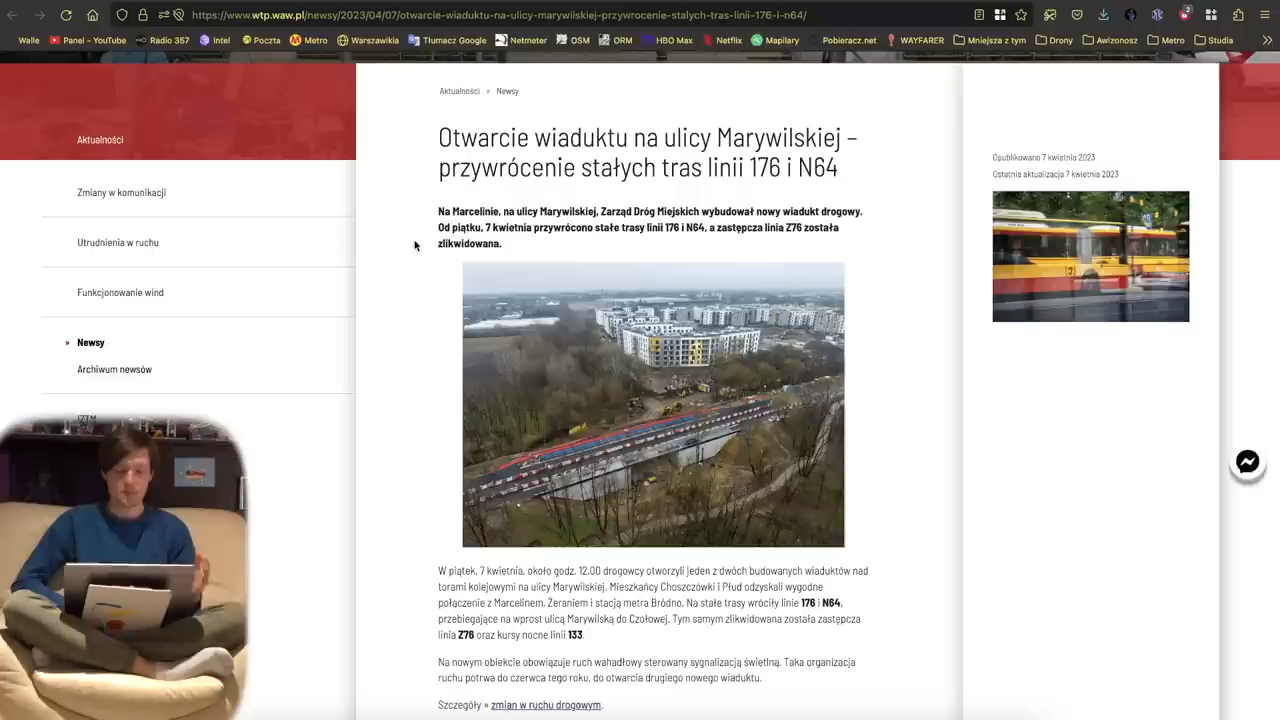 https://www.wtp.waw.pl/newsy/2023/04/07/otwarcie-wiaduktu-na-ulicy-marywilskiej-przywrocenie-stalych-tras-linii-176-i-n64/
2
Walle Panel – YouTube Radio 357 Intel Poczta Metro Warszawikia Tłumacz Google OSM ORM HBO Max Netflix Mapilary Pobieracz.net WAYFARER Mniejsza z tym Drony Awizonosz Metro Studia
Aktualności
Zmiany w komunikacji
Utrudnienia w ruchu
Funkcjonowanie wind
» Newsy
Archiwum newsów
Aktualności » Newsy
Otwarcie wiaduktu na ulicy Marywilskiej –
przywrócenie stałych tras linii 176 i N64
Na Marcelinie, na ulicy Marywilskiej, Zarząd Dróg Miejskich wybudował nowy wiadukt drogowy.
Od piątku, 7 kwietnia przywrócono stałe trasy linii 176 i N64, a zastępcza linia Z76 została
zlikwidowana.
W piątek, 7 kwietnia, około godz. 12.00 drogowcy otworzyli jeden z dwóch budowanych wiaduktów nad
torami kolejowymi na ulicy Marywilskiej. Mieszkańcy Choszczówki i Płud odzyskali wygodne
połączenie z Marcelinem, Żeraniem i stacją metra Bródno. Na stałe trasy wróciły linie 176 i N64,
przebiegające na wprost ulicą Marywilską do Czołowej. Tym samym zlikwidowana została zastępcza
linia Z76 oraz kursy nocne linii 133.
Na nowym obiekcie obowiązuje ruch wahadłowy sterowany sygnalizacją świetlną. Taka organizacja
ruchu potrwa do czerwca tego roku, do otwarcia drugiego nowego wiaduktu.
Szczegóły » zmian w ruchu drogowym.
Opublikowano 7 kwietnia 2023
Ostatnia aktualizacja 7 kwietnia 2023